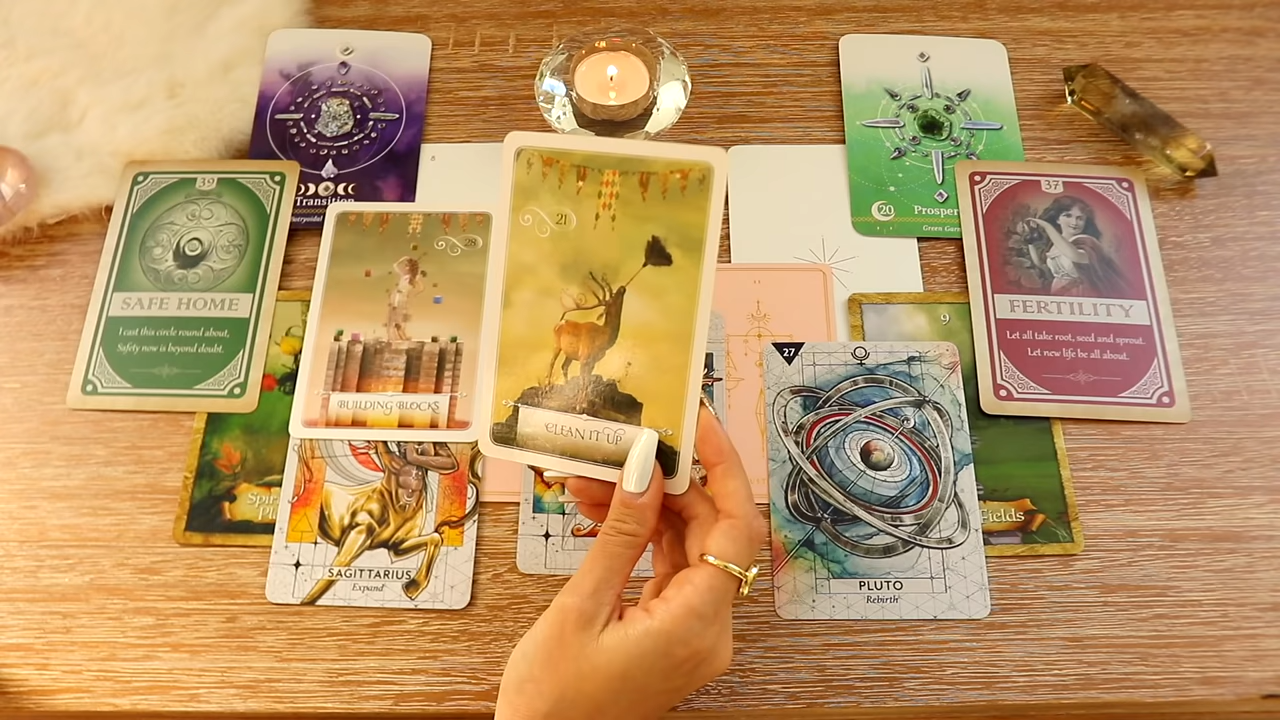 Transition
20
Prosper
Green Gar
39
SAFE HOME
I cast this circle round about,
Safety now is beyond doubt.
28
BUILDING BLOCKS
21
CLEAN IT UP
9
37
FERTILITY
Let all take root, seed and sprout.
Let new life be all about.
27
PLUTO
Rebirth
SAGITTARIUS
Expand
Fields